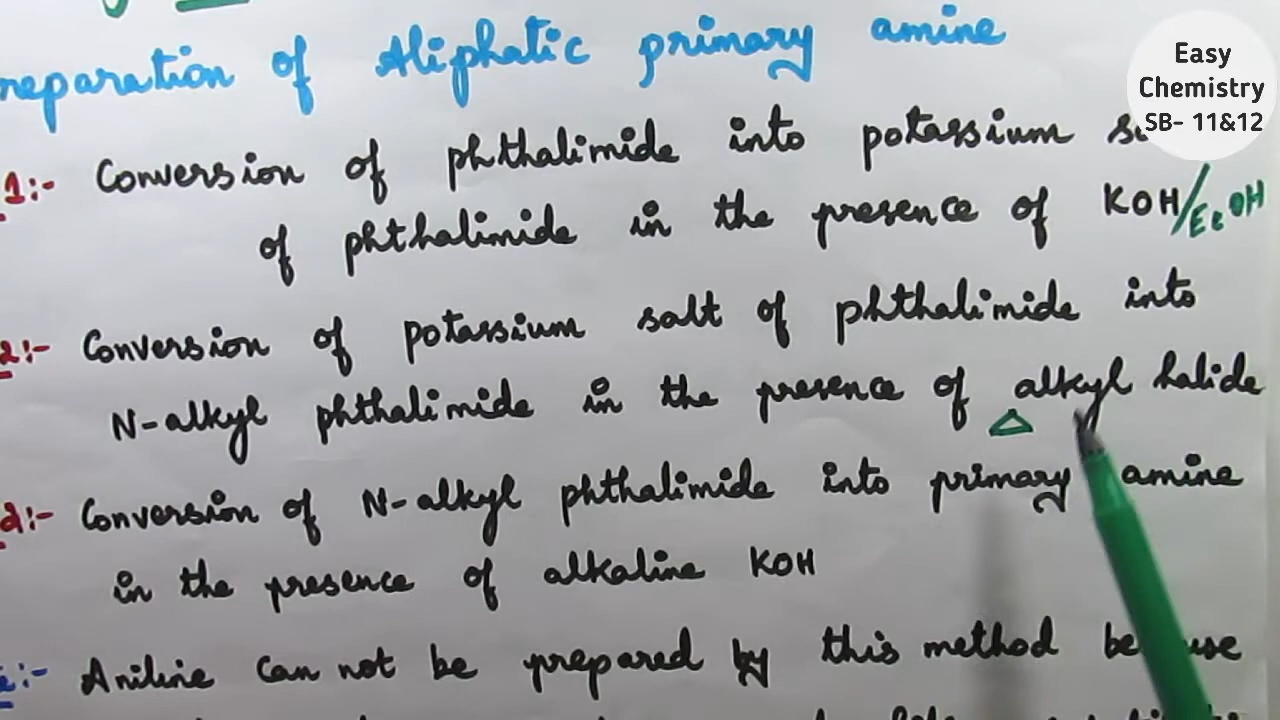 reparation of Aliphatic primary amine
Easy
Chemistry
SB- 11&12
1:- Conversion of phthalimide into potassium
of phthalimide in the presence of KOH/EtOH
2:- Conversion of potassium salt of phthalimide into
N-alkyl phthalimide in the presence of alkyl halide
Δ
d:- Conversion of N-alkyl phthalimide into primary amine
in the presence of alkaline KOH
:- Aniline can not be prepared by this method